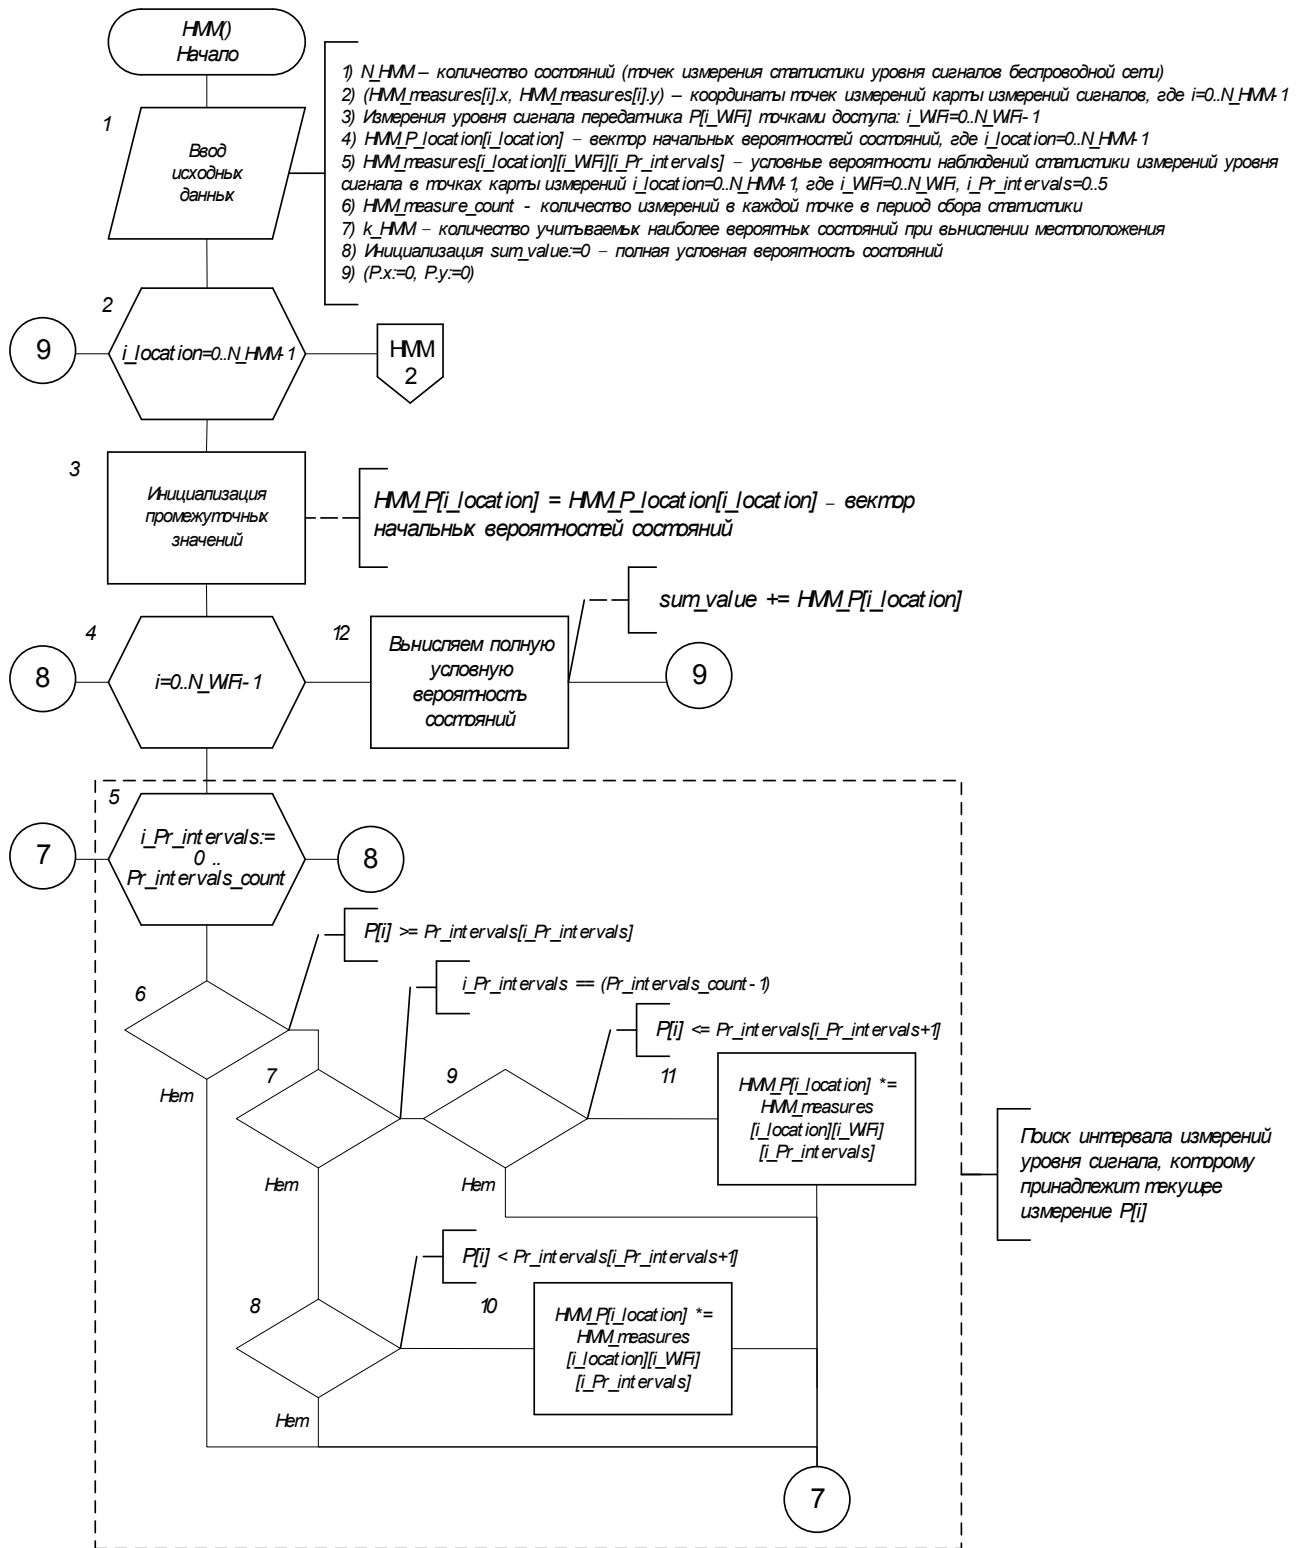 HMM()
Начало
1) N_HMM – количество состояний (точек измерения статистики уровня сигналов беспроводной сети)
2) (HMM_measures[i].x, HMM_measures[i].y) – координаты точек измерений карты измерений сигналов, где i=0..N_HMM-1
3) Измерения уровня сигнала передатчика P[i_WiFi] точками доступа: i_WiFi=0..N_WiFi-1
4) HMM_P_location[i_location] – вектор начальных вероятностей состояний, где i_location=0..N_HMM-1
5) HMM_measures[i_location][i_WiFi][i_Pr_intervals] – условные вероятности наблюдений статистики измерений уровня
сигнала в точках карты измерений i_location=0..N_HMM-1, где i_WiFi=0..N_WiFi, i_Pr_intervals=0..5
6) HMM_measure_count - количество измерений в каждой точке в период сбора статистики
7) k_HMM – количество учитываемых наиболее вероятных состояний при вычислении местоположения
8) Инициализация sum_value:=0 – полная условная вероятность состояний
9) (P.x:=0, P.y:=0)
1
Ввод
исходных
данных
2
9
i_location=0..N_HMM-1
HMM
2
3
Инициализация
промежуточных
значений
HMM_P[i_location] = HMM_P_location[i_location] – вектор
начальных вероятностей состояний
sum_value += HMM_P[i_location]
4
8
i=0..N_WiFi-1
12
Вычисляем полную
условную
вероятность
состояний
9
5
7
i_Pr_intervals:=
0 ..
Pr_intervals_count
8
P[i] >= Pr_intervals[i_Pr_intervals]
6
Нет
i_Pr_intervals == (Pr_intervals_count-1)
7
Нет
P[i] <= Pr_intervals[i_Pr_intervals+1]
9
Нет
11
HMM_P[i_location] *=
HMM_measures
[i_location][i_WiFi]
[i_Pr_intervals]
Поиск интервала измерений
уровня сигнала, которому
принадлежит текущее
измерение P[i]
P[i] < Pr_intervals[i_Pr_intervals+1]
8
Нет
10
HMM_P[i_location] *=
HMM_measures
[i_location][i_WiFi]
[i_Pr_intervals]
7